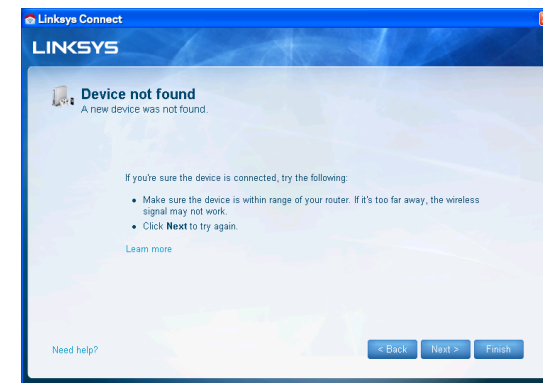 Linksys Connect
LINKSYS
Device not found
A new device was not found.
If you're sure the device is connected, try the following:
• Make sure the device is within range of your router. If it's too far away, the wireless
signal may not work.
• Click Next to try again.
Learn more
Need help?
< Back
Next >
Finish